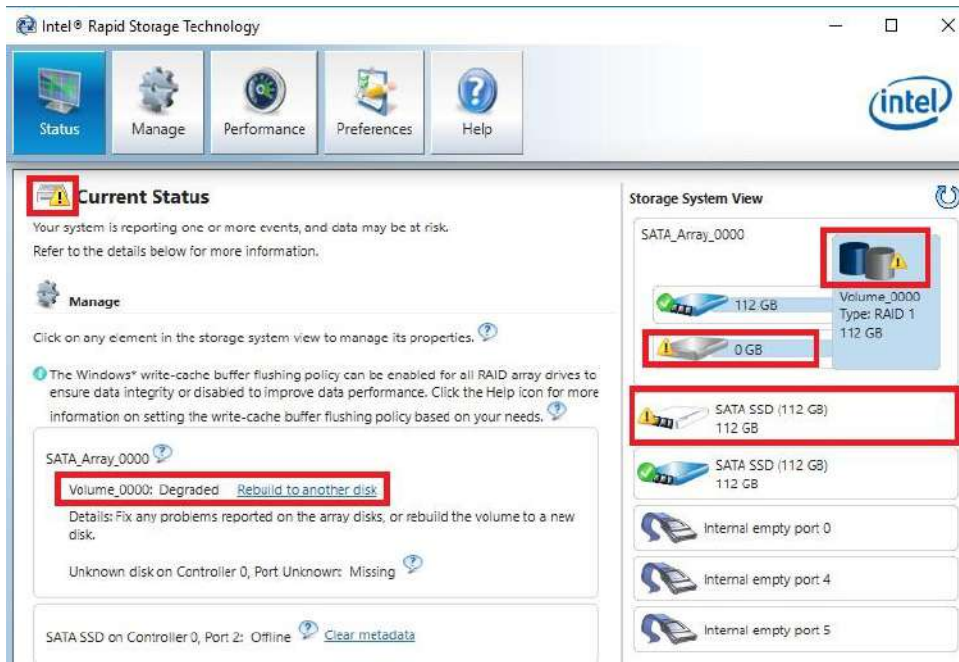 Intel® Rapid Storage Technology
Status
Manage
Performance
Preferences
Help
intel
Current Status
Your system is reporting one or more events, and data may be at risk.
Refer to the details below for more information.
Manage
Click on any element in the storage system view to manage its properties.
The Windows* write-cache buffer flushing policy can be enabled for all RAID array drives to
ensure data integrity or disabled to improve data performance. Click the Help icon for more
information on setting the write-cache buffer flushing policy based on your needs.
SATA_Array_0000
Volume_0000: Degraded Rebuild to another disk
Details: Fix any problems reported on the array disks, or rebuild the volume to a new
disk.
Unknown disk on Controller 0, Port Unknown: Missing
SATA SSD on Controller 0, Port 2: Offline Clear metadata
Storage System View
SATA_Array_0000
112 GB
0 GB
Volume_0000
Type: RAID 1
112 GB
SATA SSD (112 GB)
112 GB
SATA SSD (112 GB)
112 GB
Internal empty port 0
Internal empty port 4
Internal empty port 5